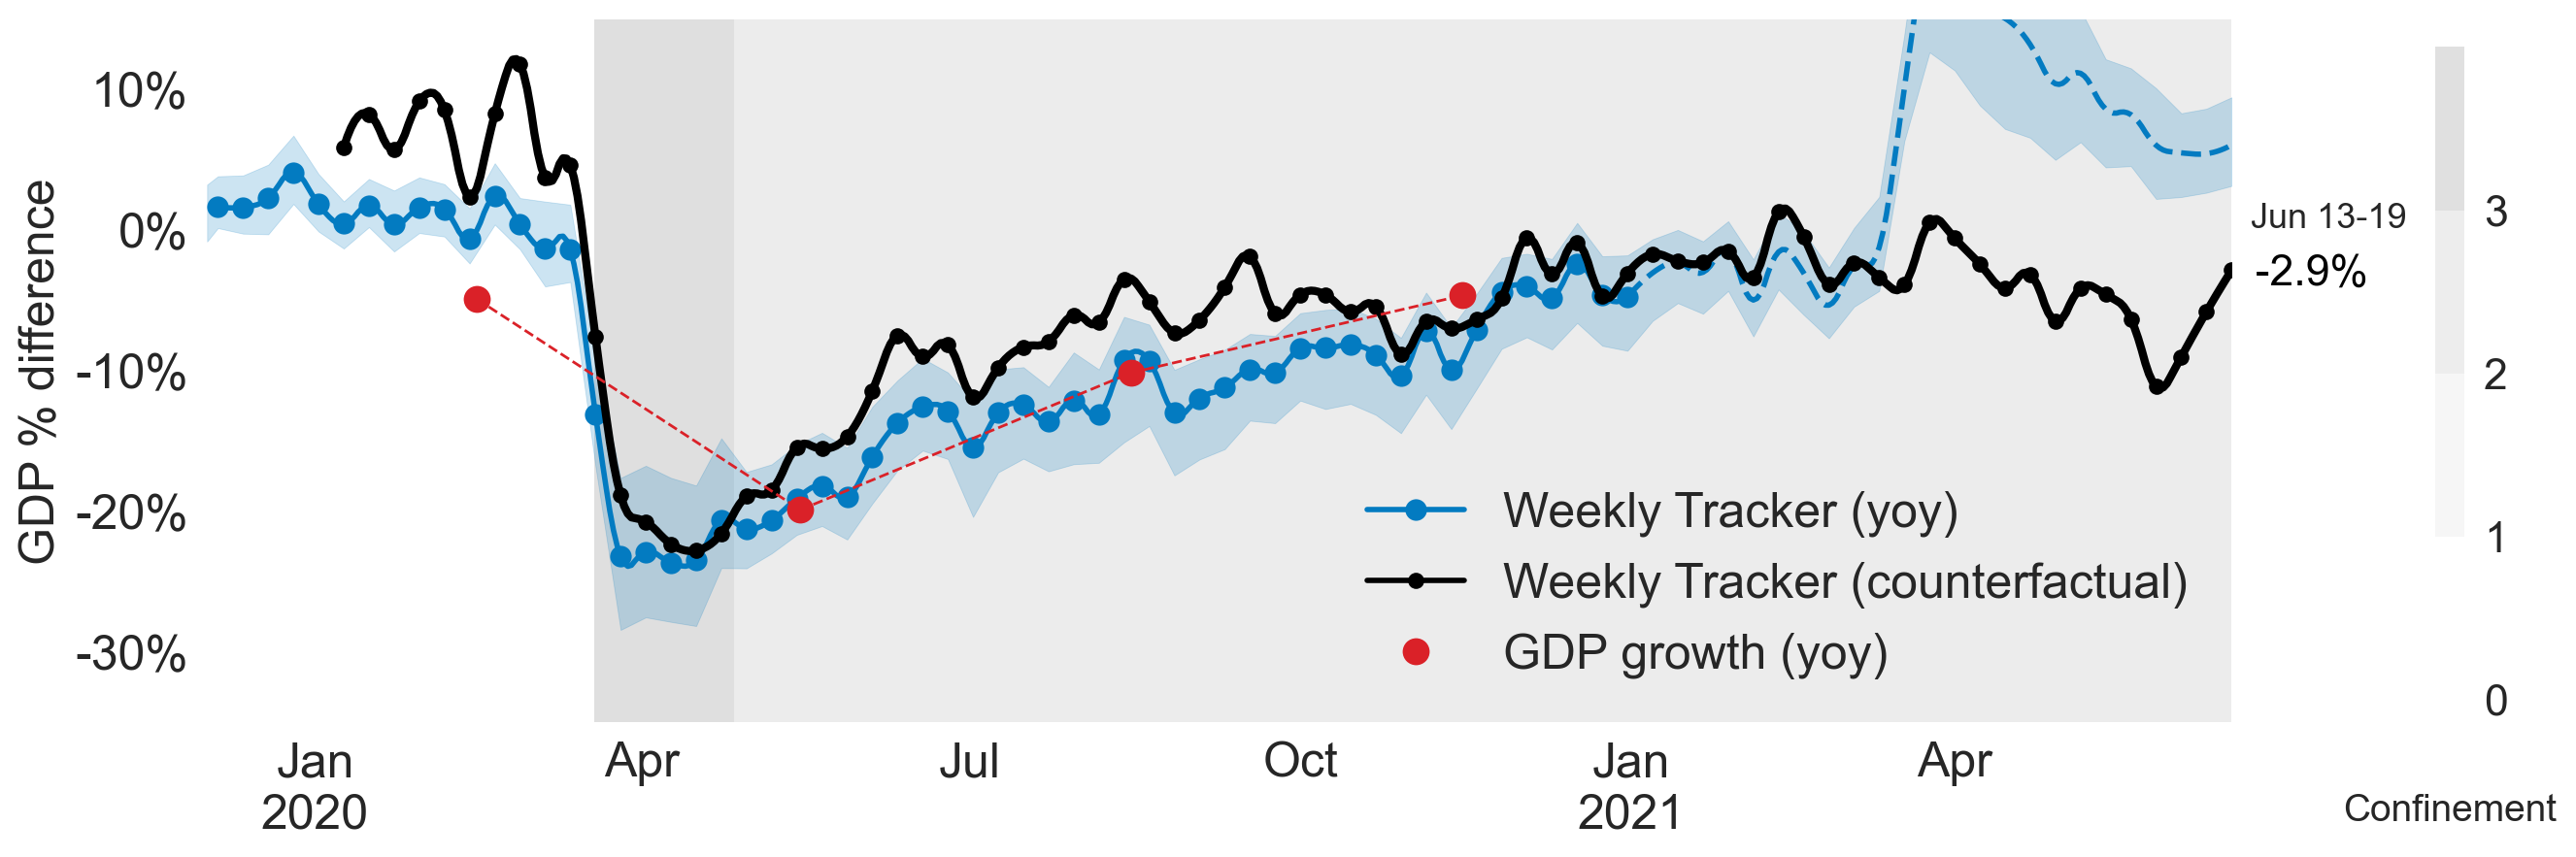 GDP % difference
10%
0%
-10%
-20%
-30%
Weekly Tracker (yoy)
Weekly Tracker (counterfactual)
GDP growth (yoy)
Jan
2020
Apr
Jul
Oct
Jan
2021
Apr
Jun 13-19
-2.9%
3
2
1
0
Confinement